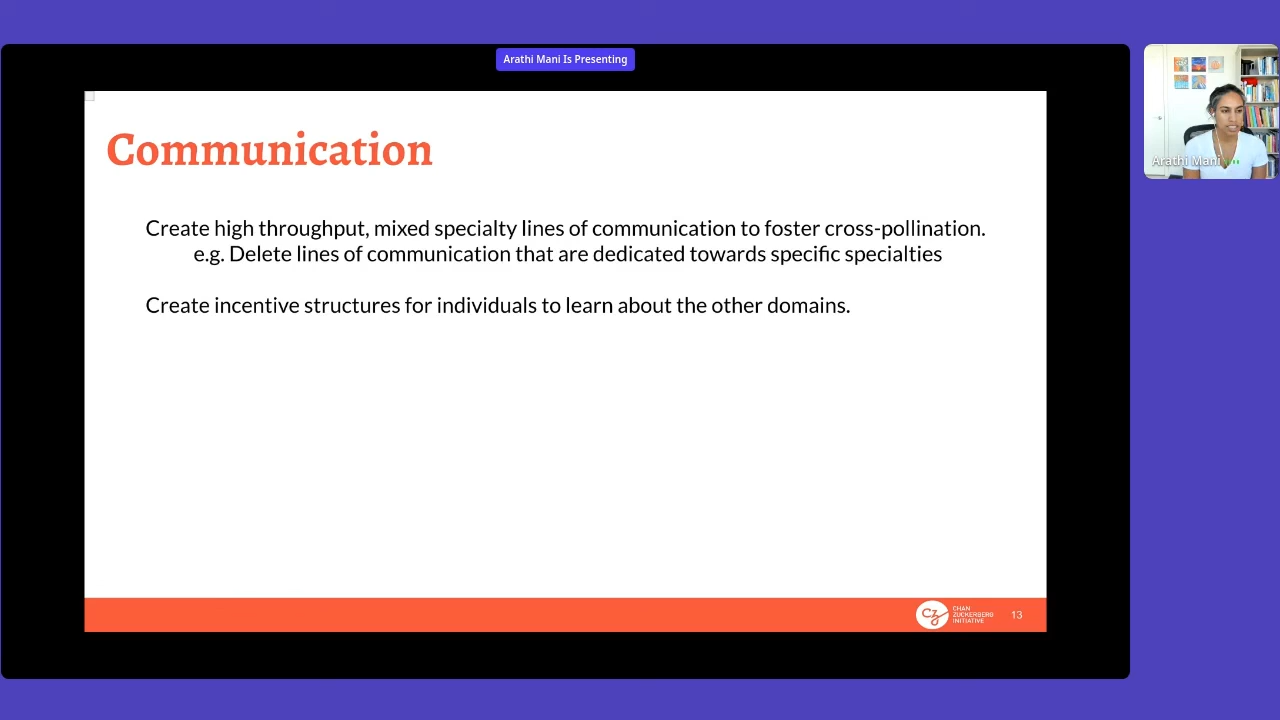 Arathi Mani Is Presenting
Communication
Create high throughput, mixed specialty lines of communication to foster cross-pollination.
e.g. Delete lines of communication that are dedicated towards specific specialties
Create incentive structures for individuals to learn about the other domains.
Arathi Mani
CZ
CHAN
ZUCKERBERG
INITIATIVE
13